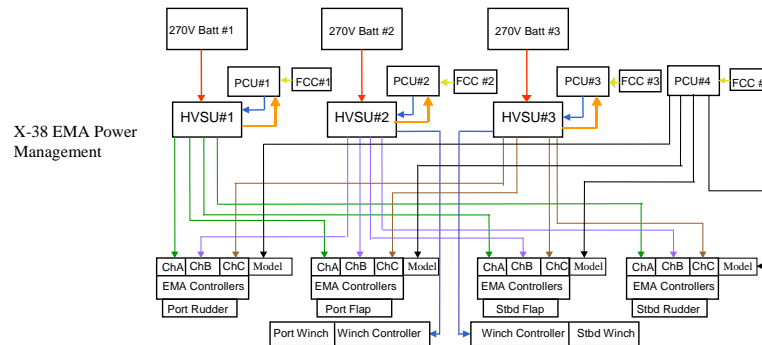 270V Batt #1
270V Batt #2
270V Batt #3
PCU#1
FCC#1
PCU#2
FCC #2
PCU#3
FCC #3
PCU#4
FCC #
HVSU#1
HVSU#2
HVSU#3
X-38 EMA Power
Management
ChA ChB ChC Model
ChA ChB ChC Model
ChA ChB ChC Model
ChA ChB ChC Model
EMA Controllers
EMA Controllers
EMA Controllers
EMA Controllers
Port Rudder
Port Flap
Stbd Flap
Stbd Rudder
Port Winch
Winch Controller
Winch Controller
Stbd Winch